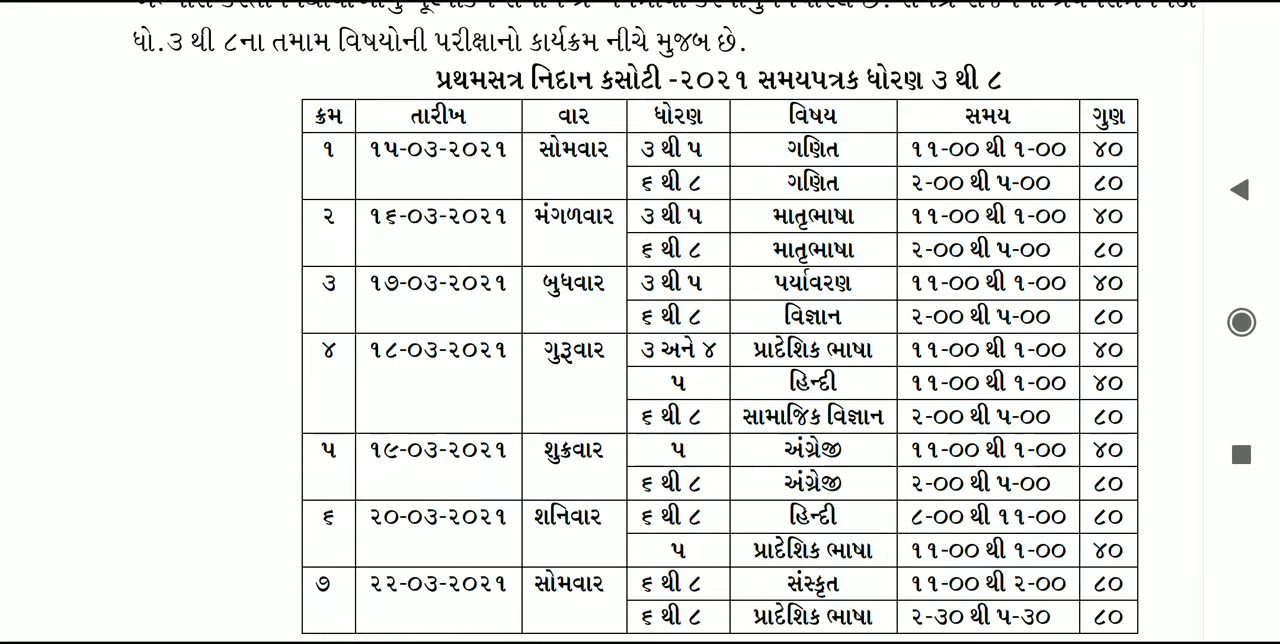 ધો.૩ થી ૮ના તમામ વિષયોની પરીક્ષાનો કાર્યક્રમ નીચે મુજબ છે.
પ્રથમસત્ર નિદાન કસોટી -૨૦૨૧ સમયપત્રક ધોરણ ૩ થી ૮
ક્રમ તારીખ વાર ધોરણ વિષય સમય ગુણ
૧ ૧૫-૦૩-૨૦૨૧ સોમવાર ૩ થી ૫ ગણિત ૧૧-૦૦ થી ૧-૦૦ ૪૦
૬ થી ૮ ગણિત ૨-૦૦ થી ૫-૦૦ ૮૦
૨ ૧૬-૦૩-૨૦૨૧ મંગળવાર ૩ થી ૫ માતૃભાષા ૧૧-૦૦ થી ૧-૦૦ ૪૦
૬ થી ૮ માતૃભાષા ૨-૦૦ થી ૫-૦૦ ૮૦
૩ ૧૭-૦૩-૨૦૨૧ બુધવાર ૩ થી ૫ પર્યાવરણ ૧૧-૦૦ થી ૧-૦૦ ૪૦
૬ થી ૮ વિજ્ઞાન ૨-૦૦ થી ૫-૦૦ ૮૦
૪ ૧૮-૦૩-૨૦૨૧ ગુરૂવાર ૩ અને ૪ પ્રાદેશિક ભાષા ૧૧-૦૦ થી ૧-૦૦ ૪૦
૫ હિન્દી ૧૧-૦૦ થી ૧-૦૦ ૪૦
૬ થી ૮ સામાજિક વિજ્ઞાન ૨-૦૦ થી ૫-૦૦ ૮૦
૫ ૧૯-૦૩-૨૦૨૧ શુક્રવાર ૫ અંગ્રેજી ૧૧-૦૦ થી ૧-૦૦ ૪૦
૬ થી ૮ અંગ્રેજી ૨-૦૦ થી ૫-૦૦ ૮૦
૬ ૨૦-૦૩-૨૦૨૧ શનિવાર ૬ થી ૮ હિન્દી ૮-૦૦ થી ૧૧-૦૦ ૮૦
૫ પ્રાદેશિક ભાષા ૧૧-૦૦ થી ૧-૦૦ ૪૦
૭ ૨૨-૦૩-૨૦૨૧ સોમવાર ૬ થી ૮ સંસ્કૃત ૧૧-૦૦ થી ૨-૦૦ ૮૦
૬ થી ૮ પ્રાદેશિક ભાષા ૨-૩૦ થી ૫-૩૦ ૮૦